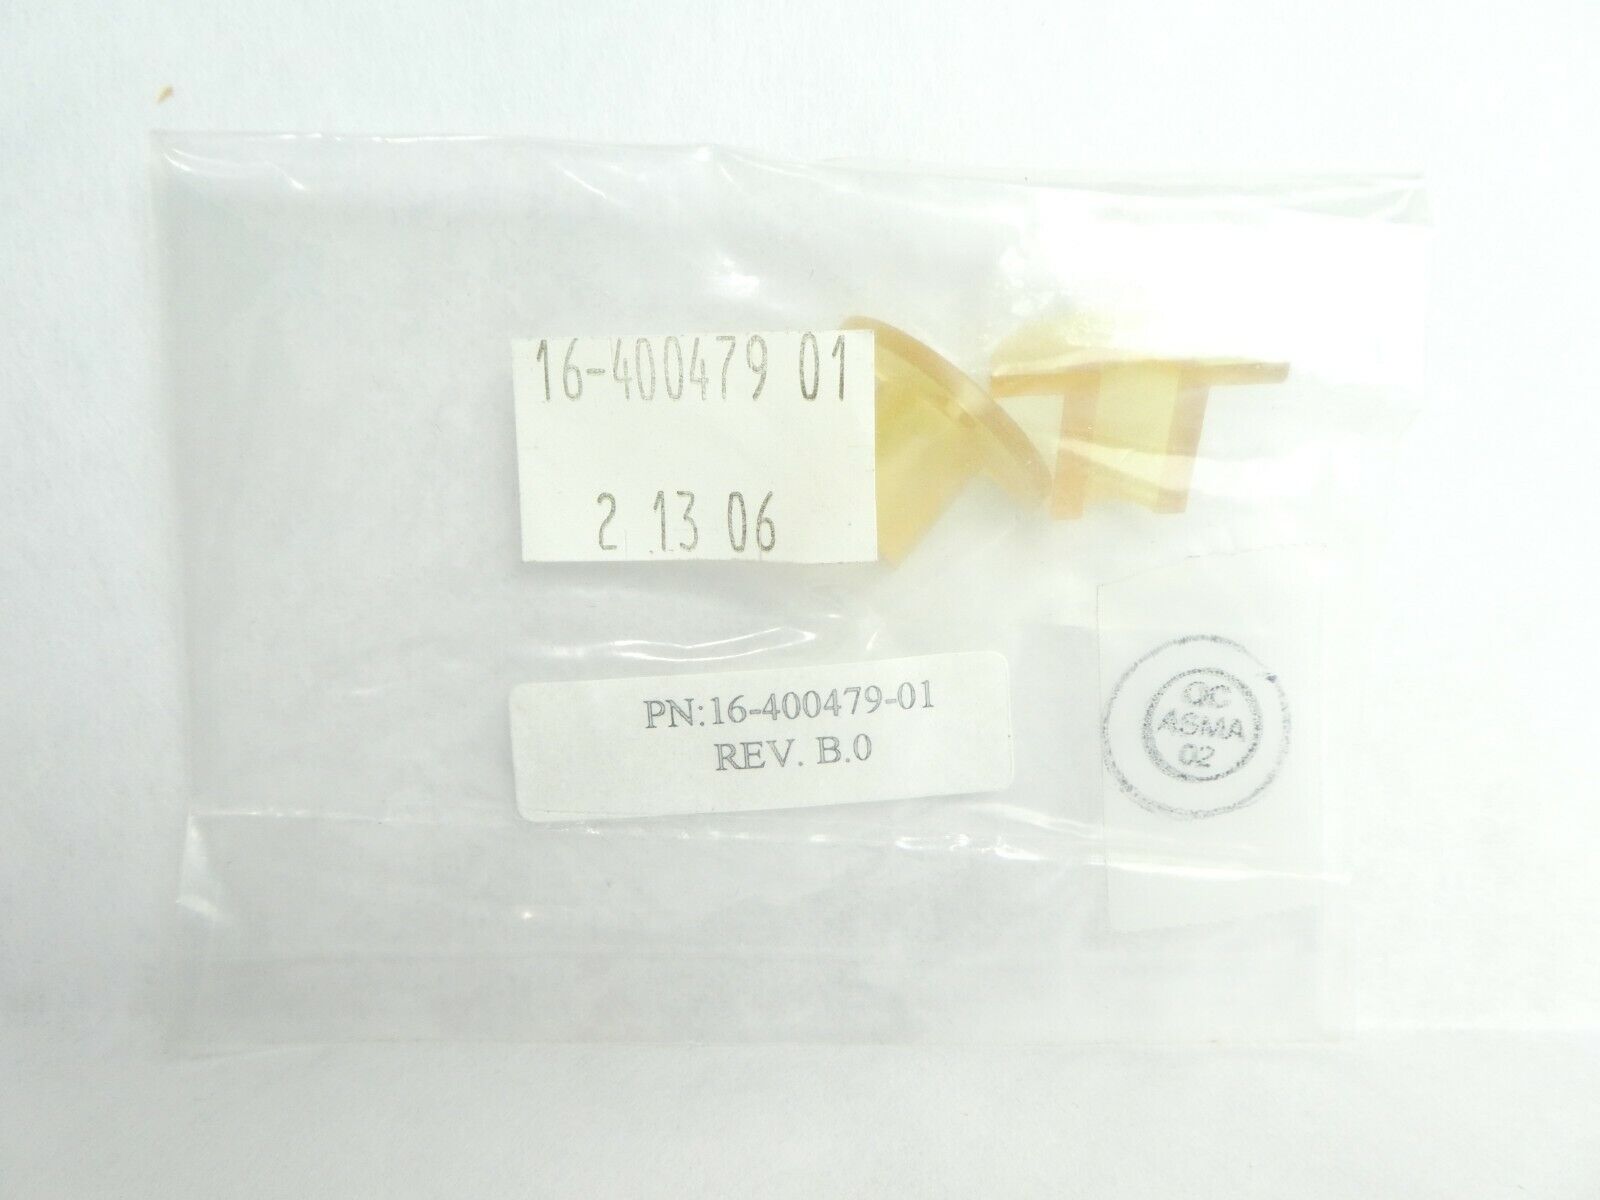 16-400479 01
2 13 06
PN:16-400479-01
REV. B.0
QC
ASMA
02